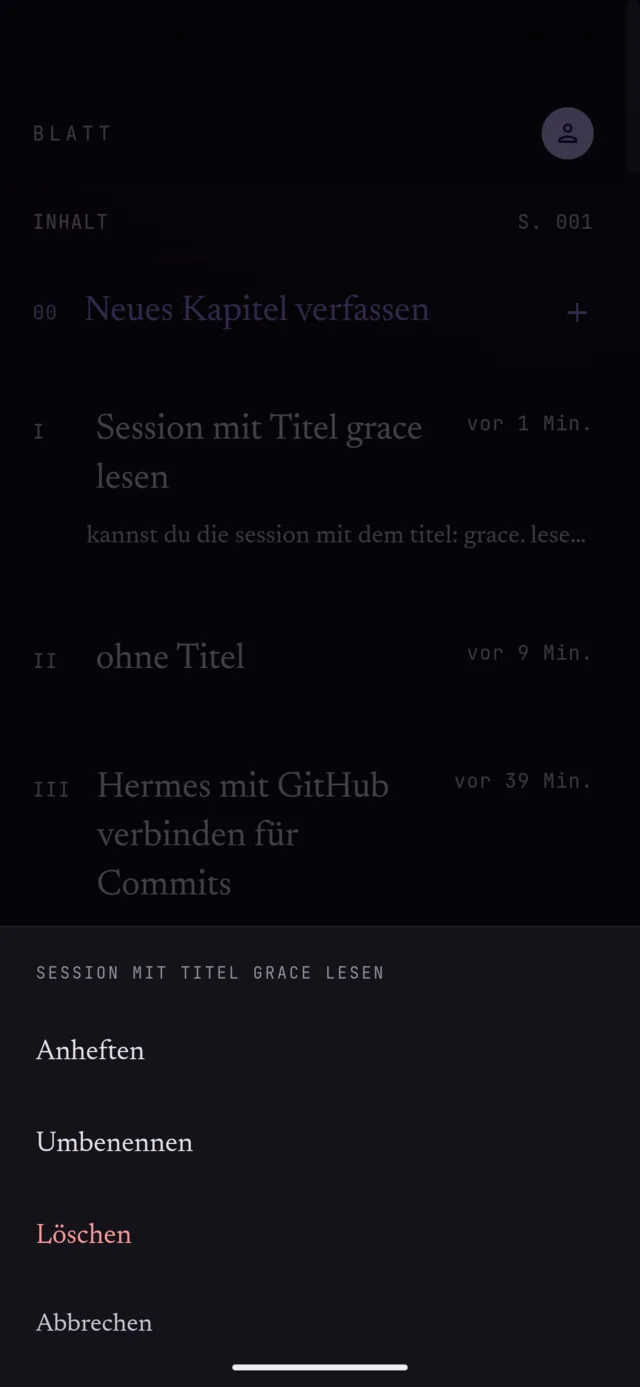 BLATT
INHALT S. 001
00 Neues Kapitel verfassen +
I Session mit Titel grace vor 1 Min.
lesen
kannst du die session mit dem titel: grace. lese...
II ohne Titel vor 9 Min.
III Hermes mit GitHub vor 39 Min.
verbinden für
Commits
SESSION MIT TITEL GRACE LESEN
Anheften
Umbenennen
Löschen
Abbrechen